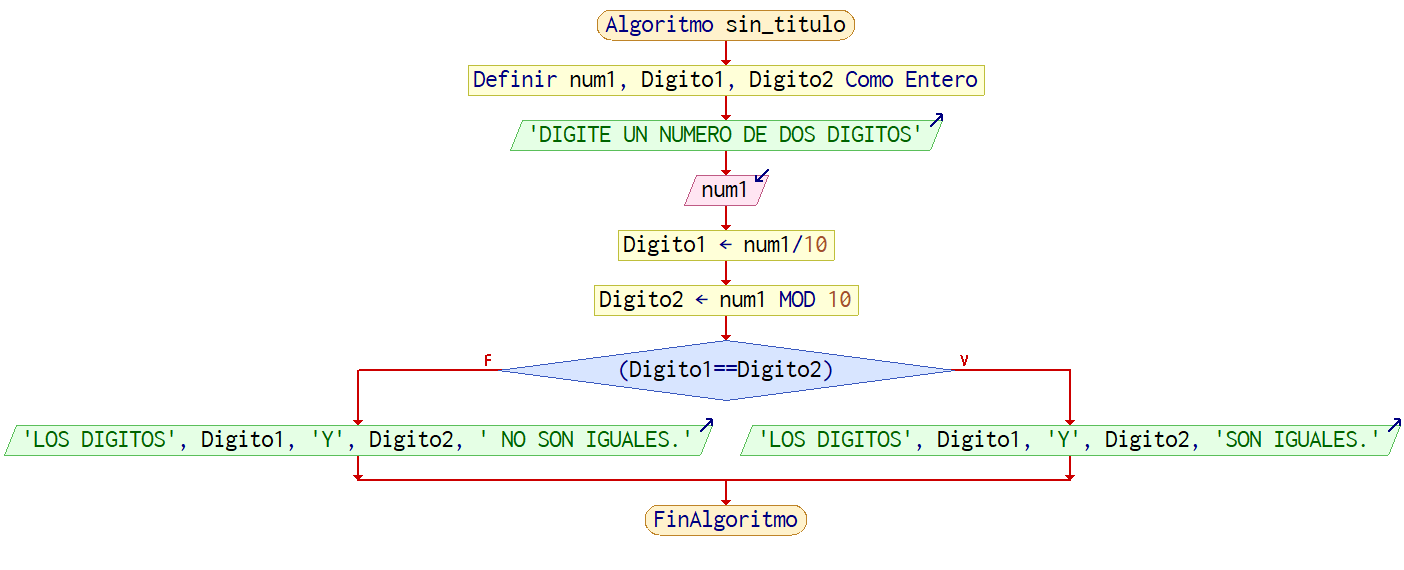 Algoritmo sin_titulo
Definir num1, Digito1, Digito2 Como Entero
'DIGITE UN NUMERO DE DOS DIGITOS'
num1
Digito1 ← num1/10
Digito2 ← num1 MOD 10
F
(Digito1==Digito2)
V
'LOS DIGITOS', Digito1, 'Y', Digito2, ' NO SON IGUALES.'
'LOS DIGITOS', Digito1, 'Y', Digito2, 'SON IGUALES.'
FinAlgoritmo